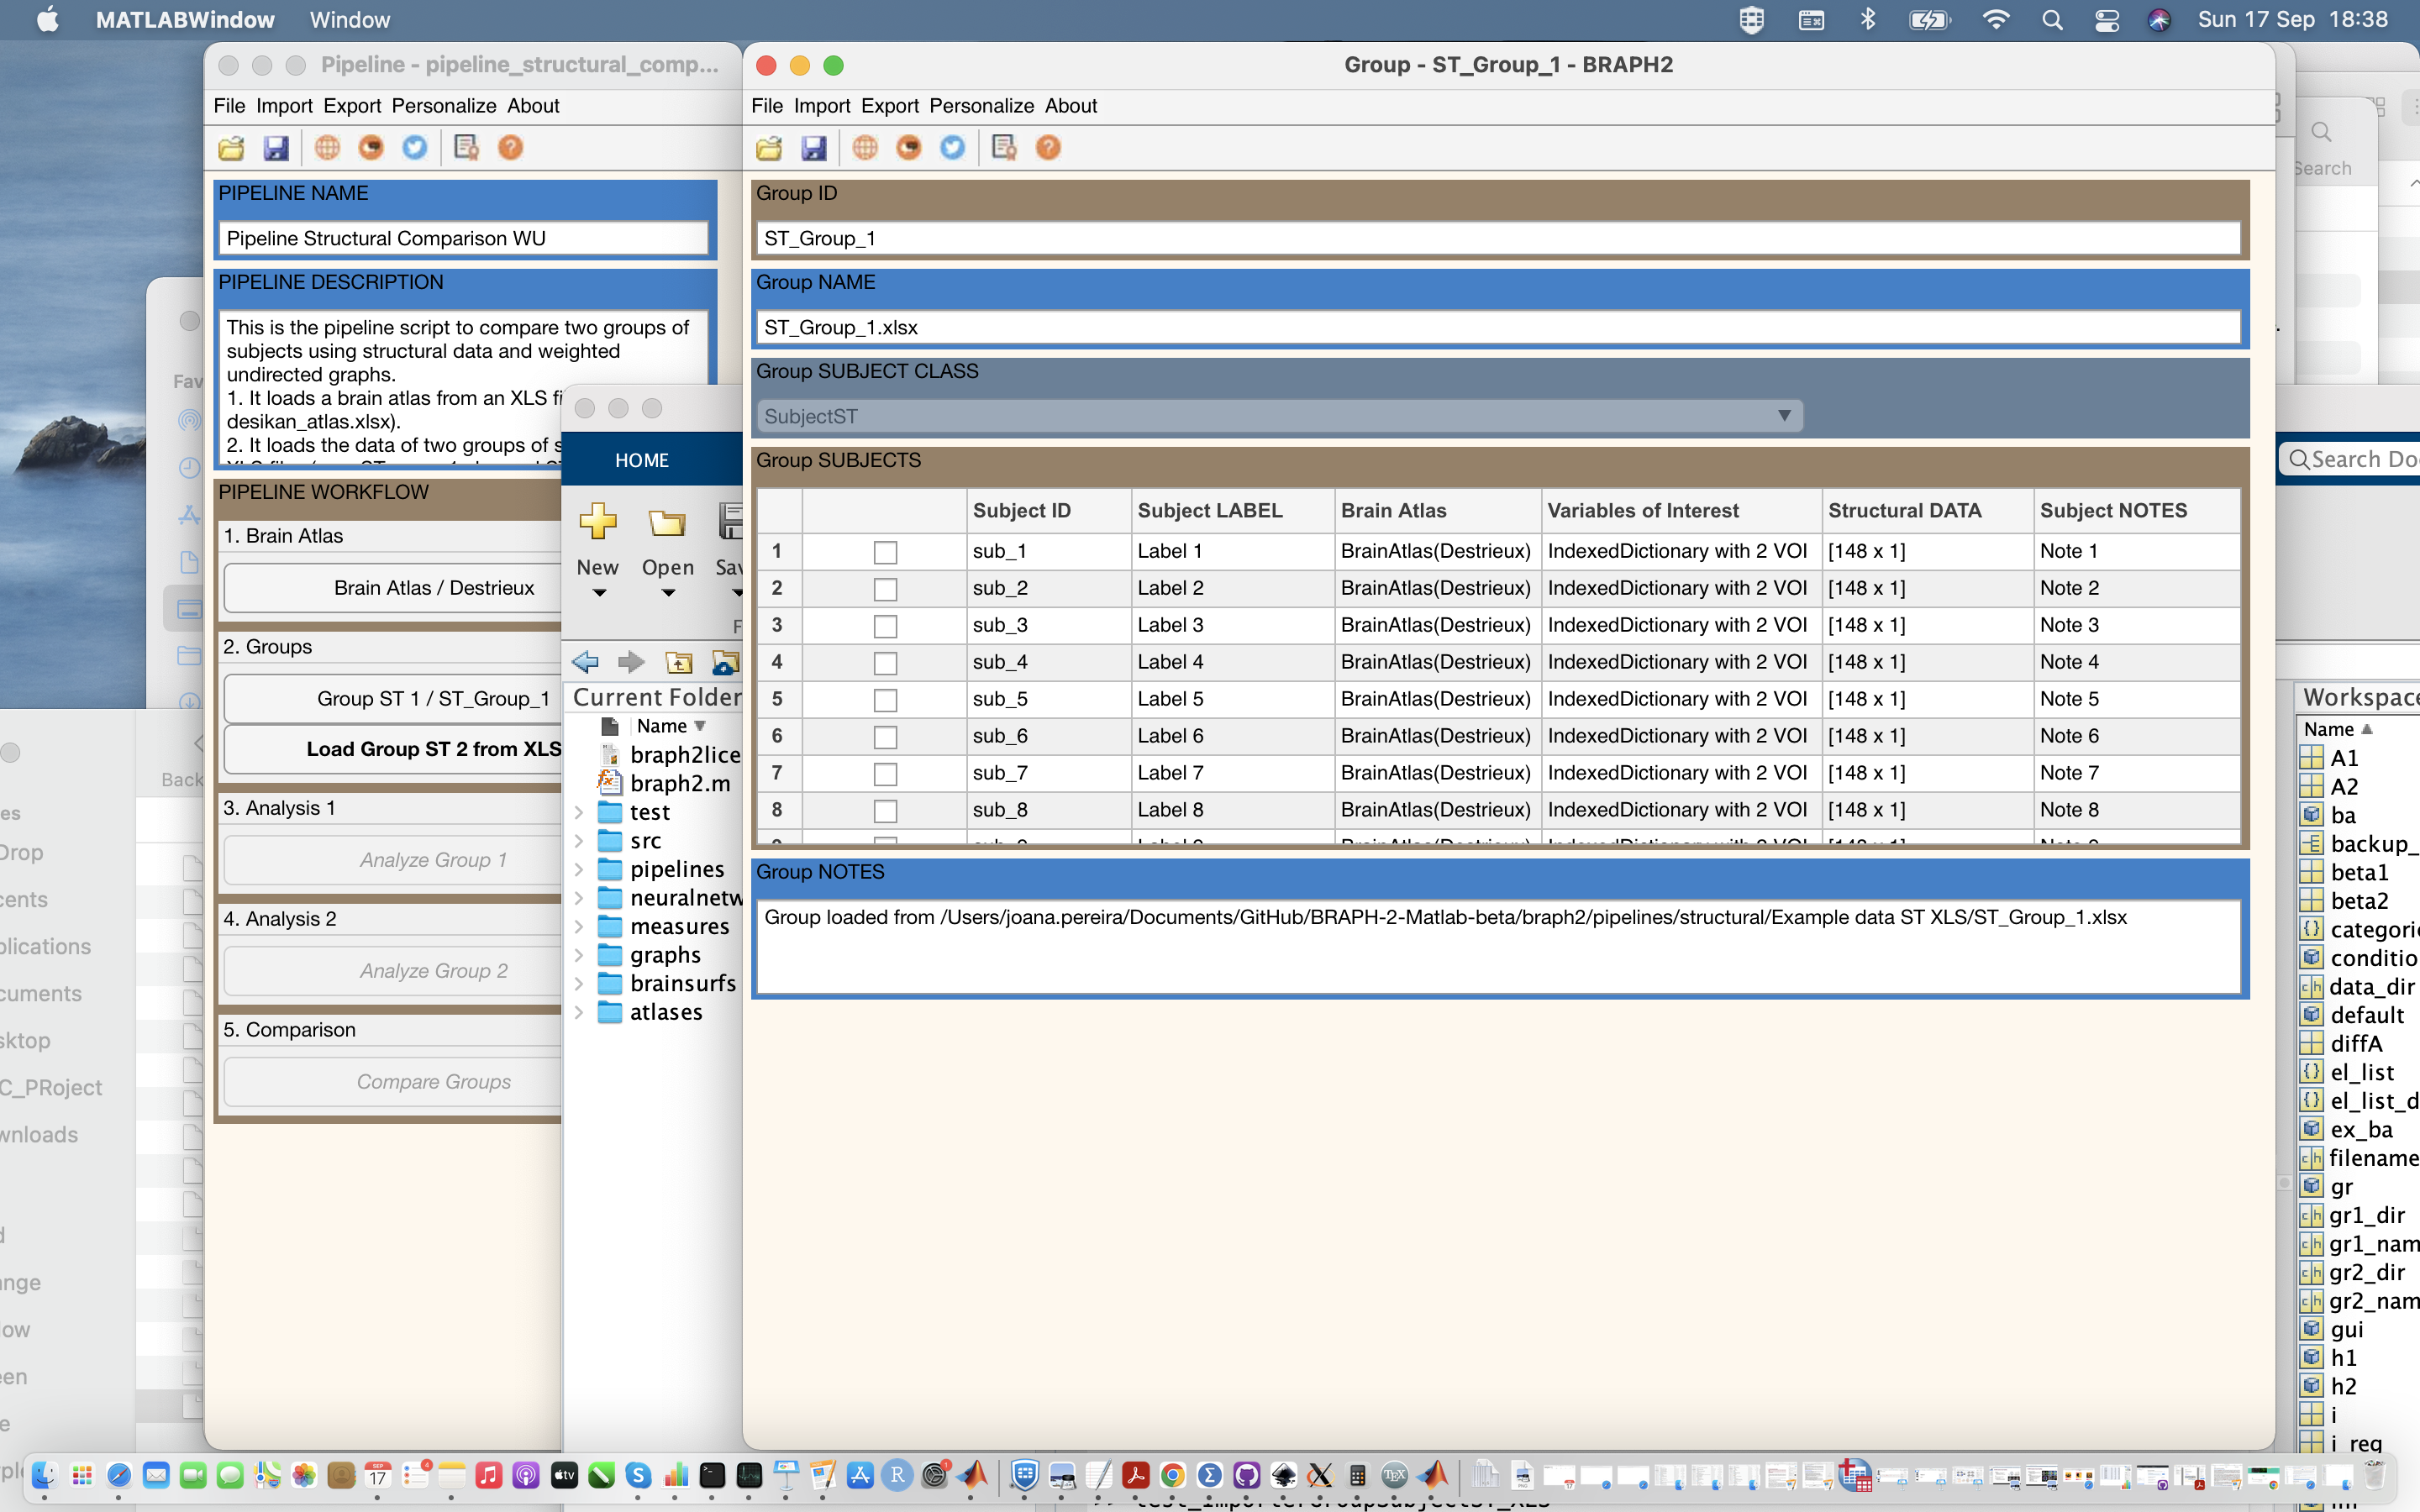 MATLABWindow Window
Sun 17 Sep 18:38
Pipeline - pipeline_structural_comp...
File Import Export Personalize About
PIPELINE NAME
Pipeline Structural Comparison WU
PIPELINE DESCRIPTION
This is the pipeline script to compare two groups of
subjects using structural data and weighted
undirected graphs.
1. It loads a brain atlas from an XLS fi
desikan_atlas.xlsx).
2. It loads the data of two groups of s
PIPELINE WORKFLOW
1. Brain Atlas
Brain Atlas / Destrieux
2. Groups
Group ST 1 / ST_Group_1
Load Group ST 2 from XLS
3. Analysis 1
Analyze Group 1
4. Analysis 2
Analyze Group 2
5. Comparison
Compare Groups
Group - ST_Group_1 - BRAPH2
File Import Export Personalize About
Group ID
ST_Group_1
Group NAME
ST_Group_1.xlsx
Group SUBJECT CLASS
SubjectST
Group SUBJECTS
Subject ID Subject LABEL Brain Atlas Variables of Interest Structural DATA Subject NOTES
1 sub_1 Label 1 BrainAtlas(Destrieux) IndexedDictionary with 2 VOI [148 x 1] Note 1
2 sub_2 Label 2 BrainAtlas(Destrieux) IndexedDictionary with 2 VOI [148 x 1] Note 2
3 sub_3 Label 3 BrainAtlas(Destrieux) IndexedDictionary with 2 VOI [148 x 1] Note 3
4 sub_4 Label 4 BrainAtlas(Destrieux) IndexedDictionary with 2 VOI [148 x 1] Note 4
5 sub_5 Label 5 BrainAtlas(Destrieux) IndexedDictionary with 2 VOI [148 x 1] Note 5
6 sub_6 Label 6 BrainAtlas(Destrieux) IndexedDictionary with 2 VOI [148 x 1] Note 6
7 sub_7 Label 7 BrainAtlas(Destrieux) IndexedDictionary with 2 VOI [148 x 1] Note 7
8 sub_8 Label 8 BrainAtlas(Destrieux) IndexedDictionary with 2 VOI [148 x 1] Note 8
Group NOTES
Group loaded from /Users/joana.pereira/Documents/GitHub/BRAPH-2-Matlab-beta/braph2/pipelines/structural/Example data ST XLS/ST_Group_1.xlsx
HOME
New Open Sav
Current Folder
Name
braph2lice
braph2.m
test
src
pipelines
neuralnetw
measures
graphs
brainsurfs
atlases
Fav
Back
es
Drop
cents
plications
cuments
sktop
C_PRoject
wnloads
d
ange
ow
een
e
Search
Search Do
Workspace
Name
A1
A2
ba
backup_
beta1
beta2
categori
conditio
data_dir
default
diffA
el_list
el_list_d
ex_ba
filename
gr
gr1_dir
gr1_nam
gr2_dir
gr2_nam
gui
h1
h2
i
i_reg
SEP
17
4
tv
1
TEX